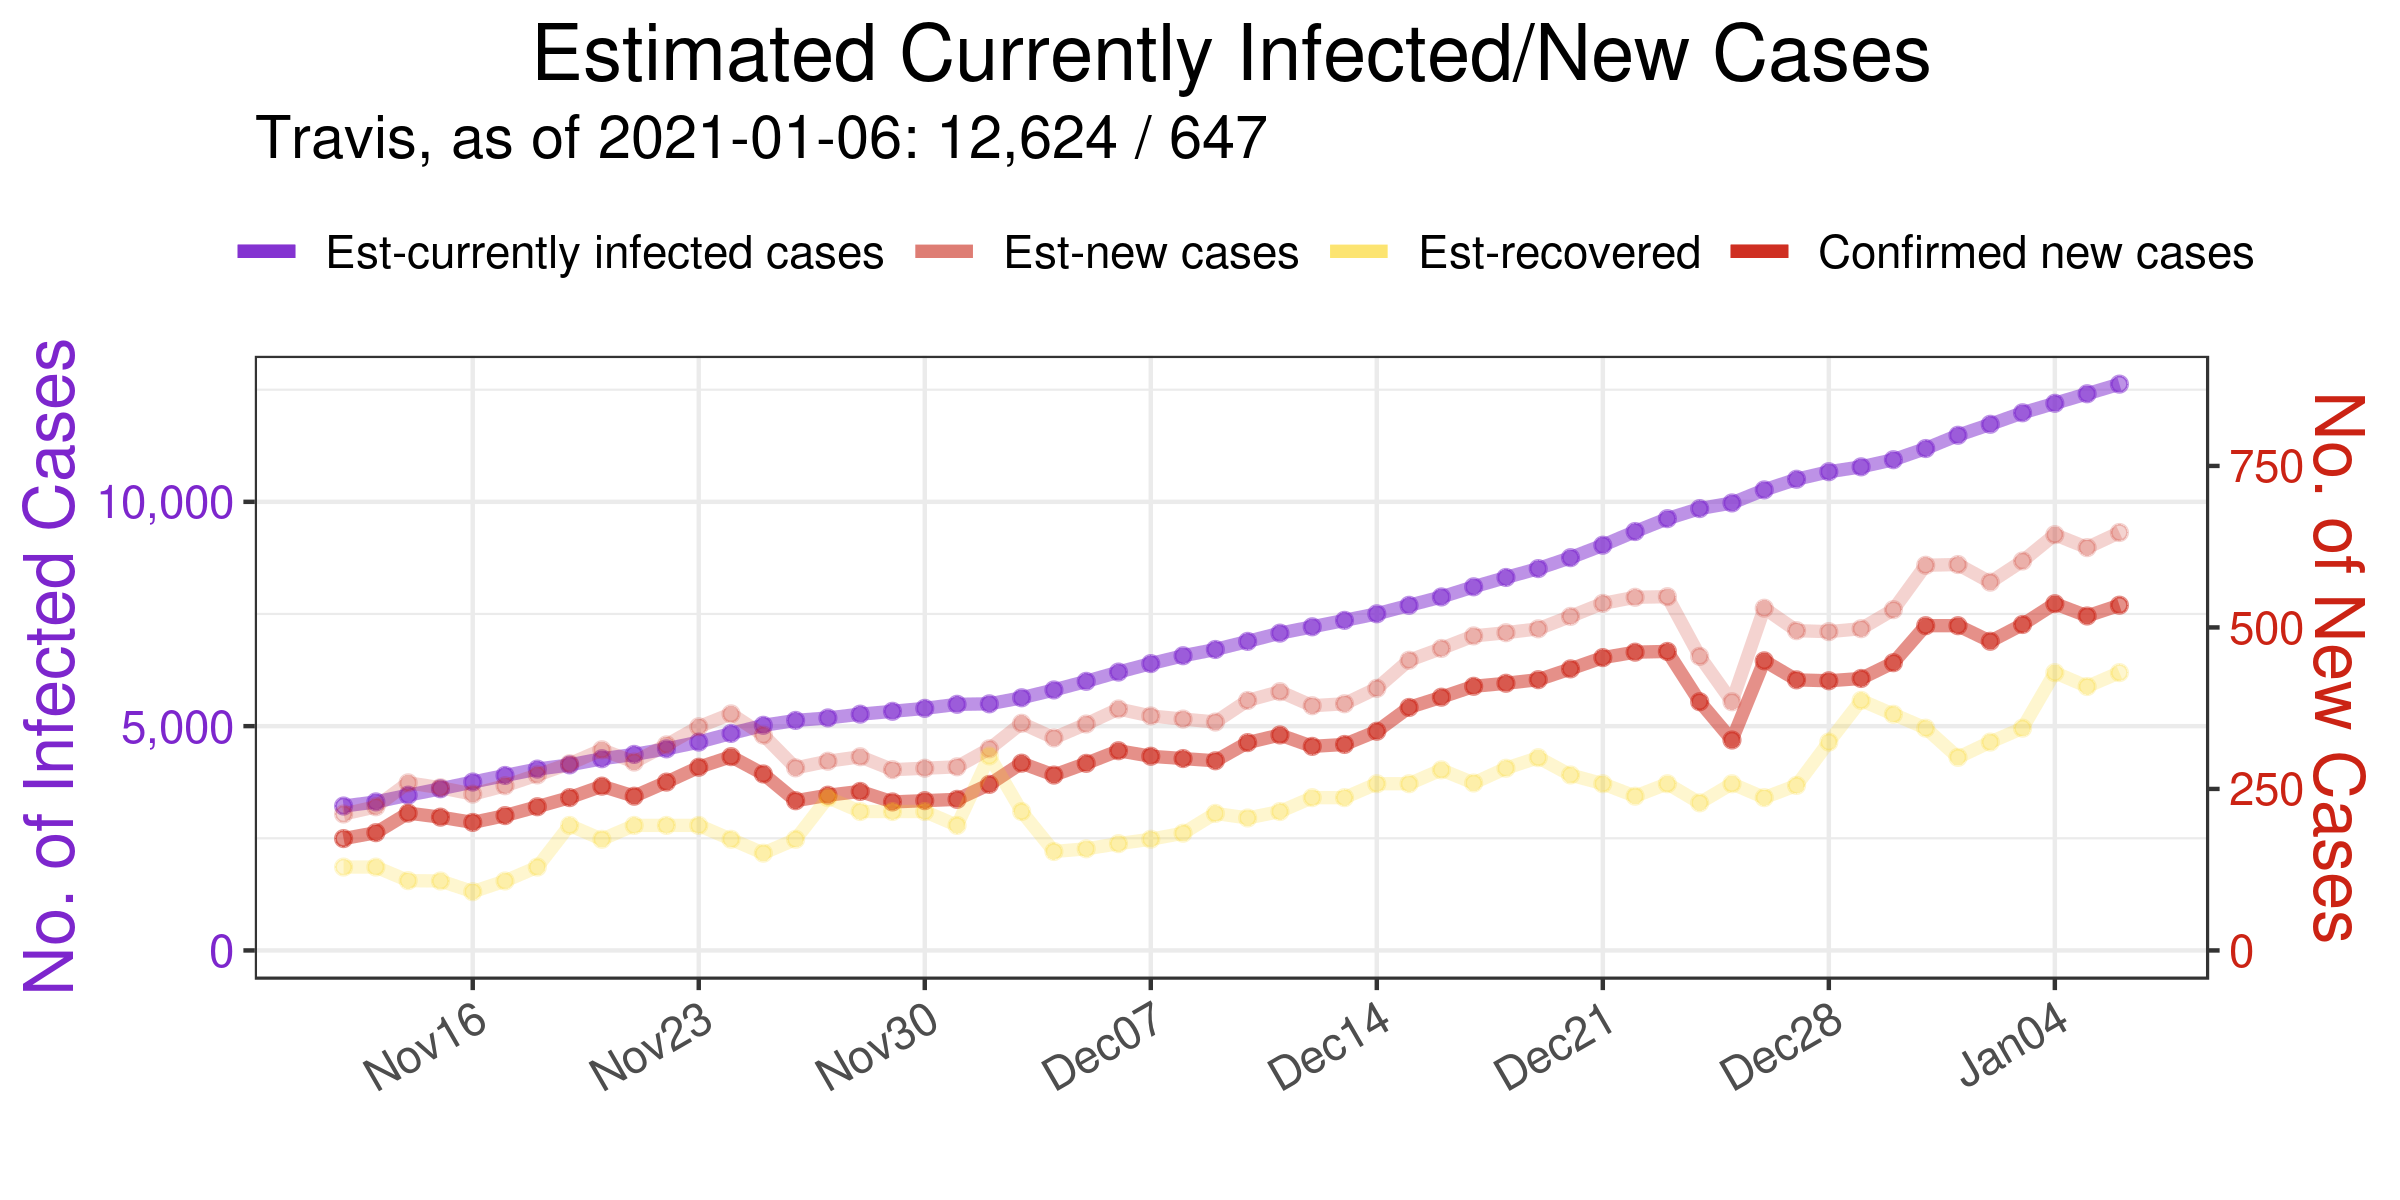 Estimated Currently Infected/New Cases
Travis, as of 2021-01-06: 12,624 / 647
Est-currently infected cases Est-new cases Est-recovered Confirmed new cases
No. of Infected Cases
10,000
5,000
0
No. of New Cases
750
500
250
0
Nov16 Nov23 Nov30 Dec07 Dec14 Dec21 Dec28 Jan04